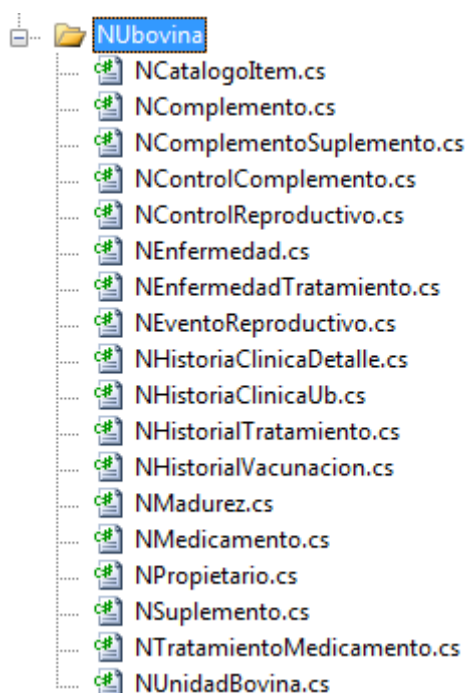 NUbovina
NCatalogoItem.cs
NComplemento.cs
NComplementoSuplemento.cs
NControlComplemento.cs
NControlReproductivo.cs
NEnfermedad.cs
NEnfermedadTratamiento.cs
NEventoReproductivo.cs
NHistoriaClinicaDetalle.cs
NHistoriaClinicaUb.cs
NHistorialTratamiento.cs
NHistorialVacunacion.cs
NMadurez.cs
NMedicamento.cs
NPropietario.cs
NSuplemento.cs
NTratamientoMedicamento.cs
NUnidadBovina.cs